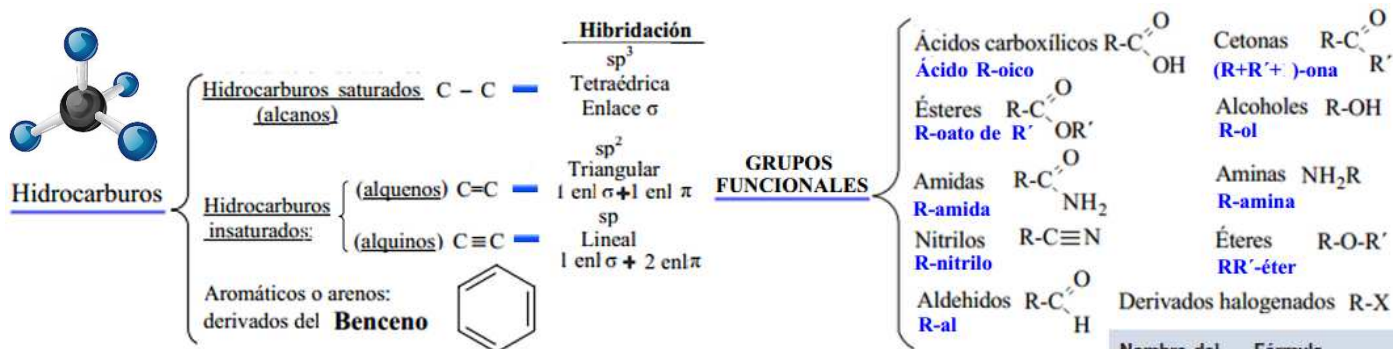 Hidrocarburos
Hibridación
Hidrocarburos saturados C – C
(alcanos)
sp³
Tetraédrica
Enlace σ
Hidrocarburos
insaturados:
(alquenos) C=C
sp²
Triangular
1 enl σ+1 enl π
(alquinos) C≡C
sp
Lineal
1 enl σ + 2 enlπ
Aromáticos o arenos:
derivados del Benceno
GRUPOS
FUNCIONALES
Ácidos carboxílicos R-C O OH
Ácido R-oico
Ésteres R-C O OR´
R-oato de R´
Amidas R-C O NH₂
R-amida
Nitrilos R-C≡N
R-nitrilo
Aldehidos R-C O H
R-al
Cetonas R-C O R´
(R+R´+ )-ona
Alcoholes R-OH
R-ol
Aminas NH₂R
R-amina
Éteres R-O-R´
RR´-éter
Derivados halogenados R-X